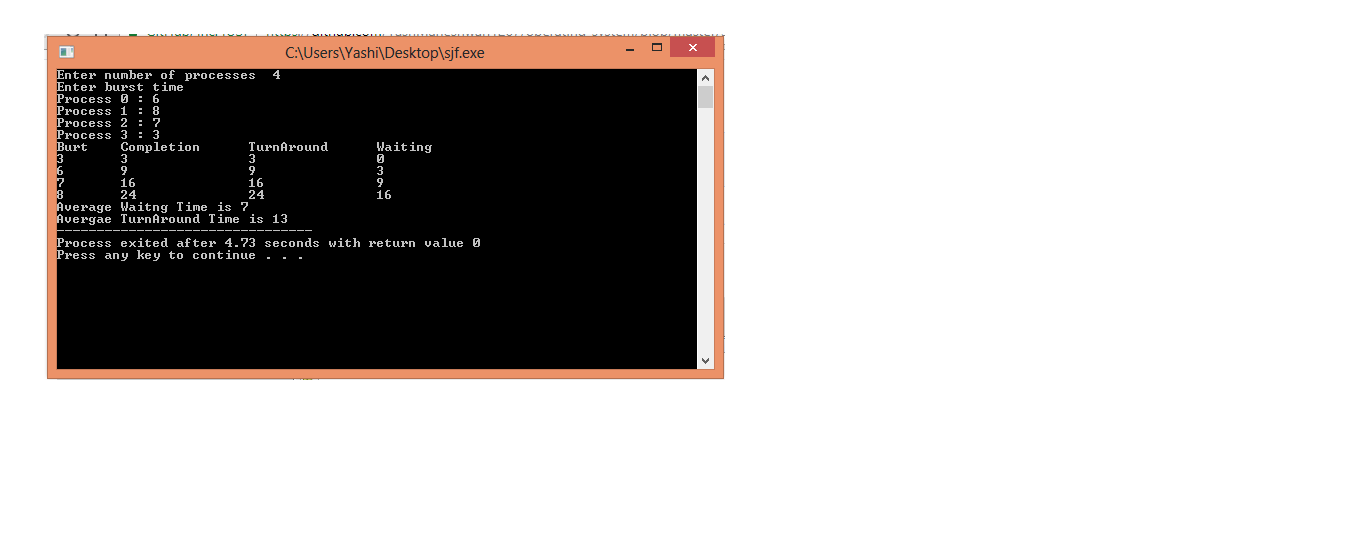 C:\Users\Yashi\Desktop\sjf.exe
Enter number of processes  4
Enter burst time
Process 0 : 6
Process 1 : 8
Process 2 : 7
Process 3 : 3
Burt    Completion      TurnAround      Waiting
3       3               3               0
6       9               9               3
7       16              16              9
8       24              24              16
Average Waitng Time is 7
Avergae TurnAround Time is 13
--------------------------------
Process exited after 4.73 seconds with return value 0
Press any key to continue . . .